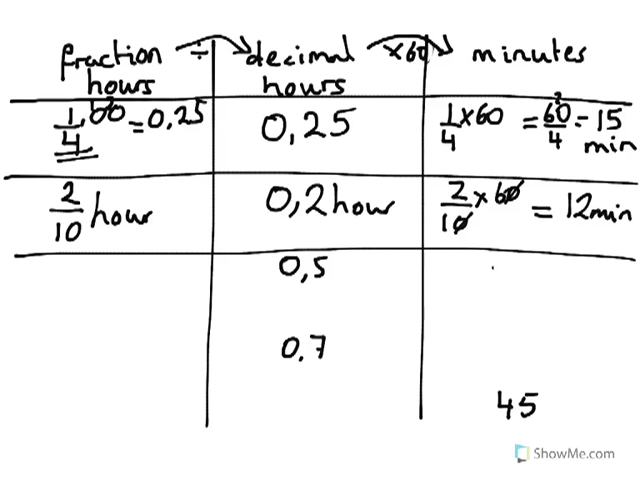 fraction hours ÷ decimal hours ×60 minutes
1/4,00 = 0,25 0,25 1/4 × 60 = 60/4 = 15 min
2/10 hour 0,2 hour 2/10 × 60 = 12 min
0,5
0,7
45
ShowMe.com